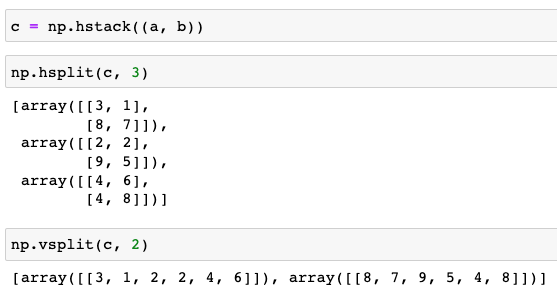 c = np.hstack((a, b))
np.hsplit(c, 3)
[array([[3, 1],
        [8, 7]]),
 array([[2, 2],
        [9, 5]]),
 array([[4, 6],
        [4, 8]])]
np.vsplit(c, 2)
[array([[3, 1, 2, 2, 4, 6]]), array([[8, 7, 9, 5, 4, 8]])]